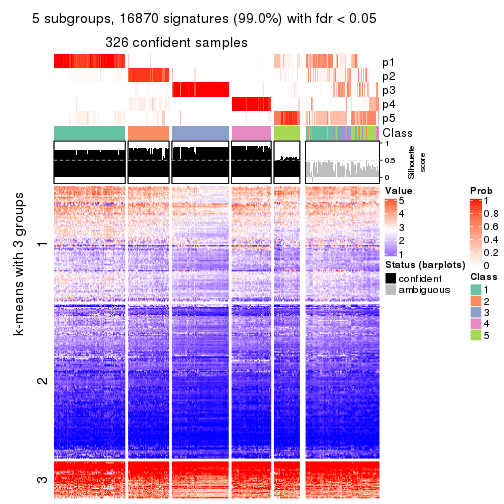 5 subgroups, 16870 signatures (99.0%) with fdr < 0.05
326 confident samples
p1
p2
p3
p4
p5
Class
1
0.5
0
Silhouette
score
k-means with 3 groups
1
2
3
Value
5
4
3
2
1
Status (barplots)
confident
ambiguous
Prob
1
0.8
0.6
0.4
0.2
0
Class
1
2
3
4
5